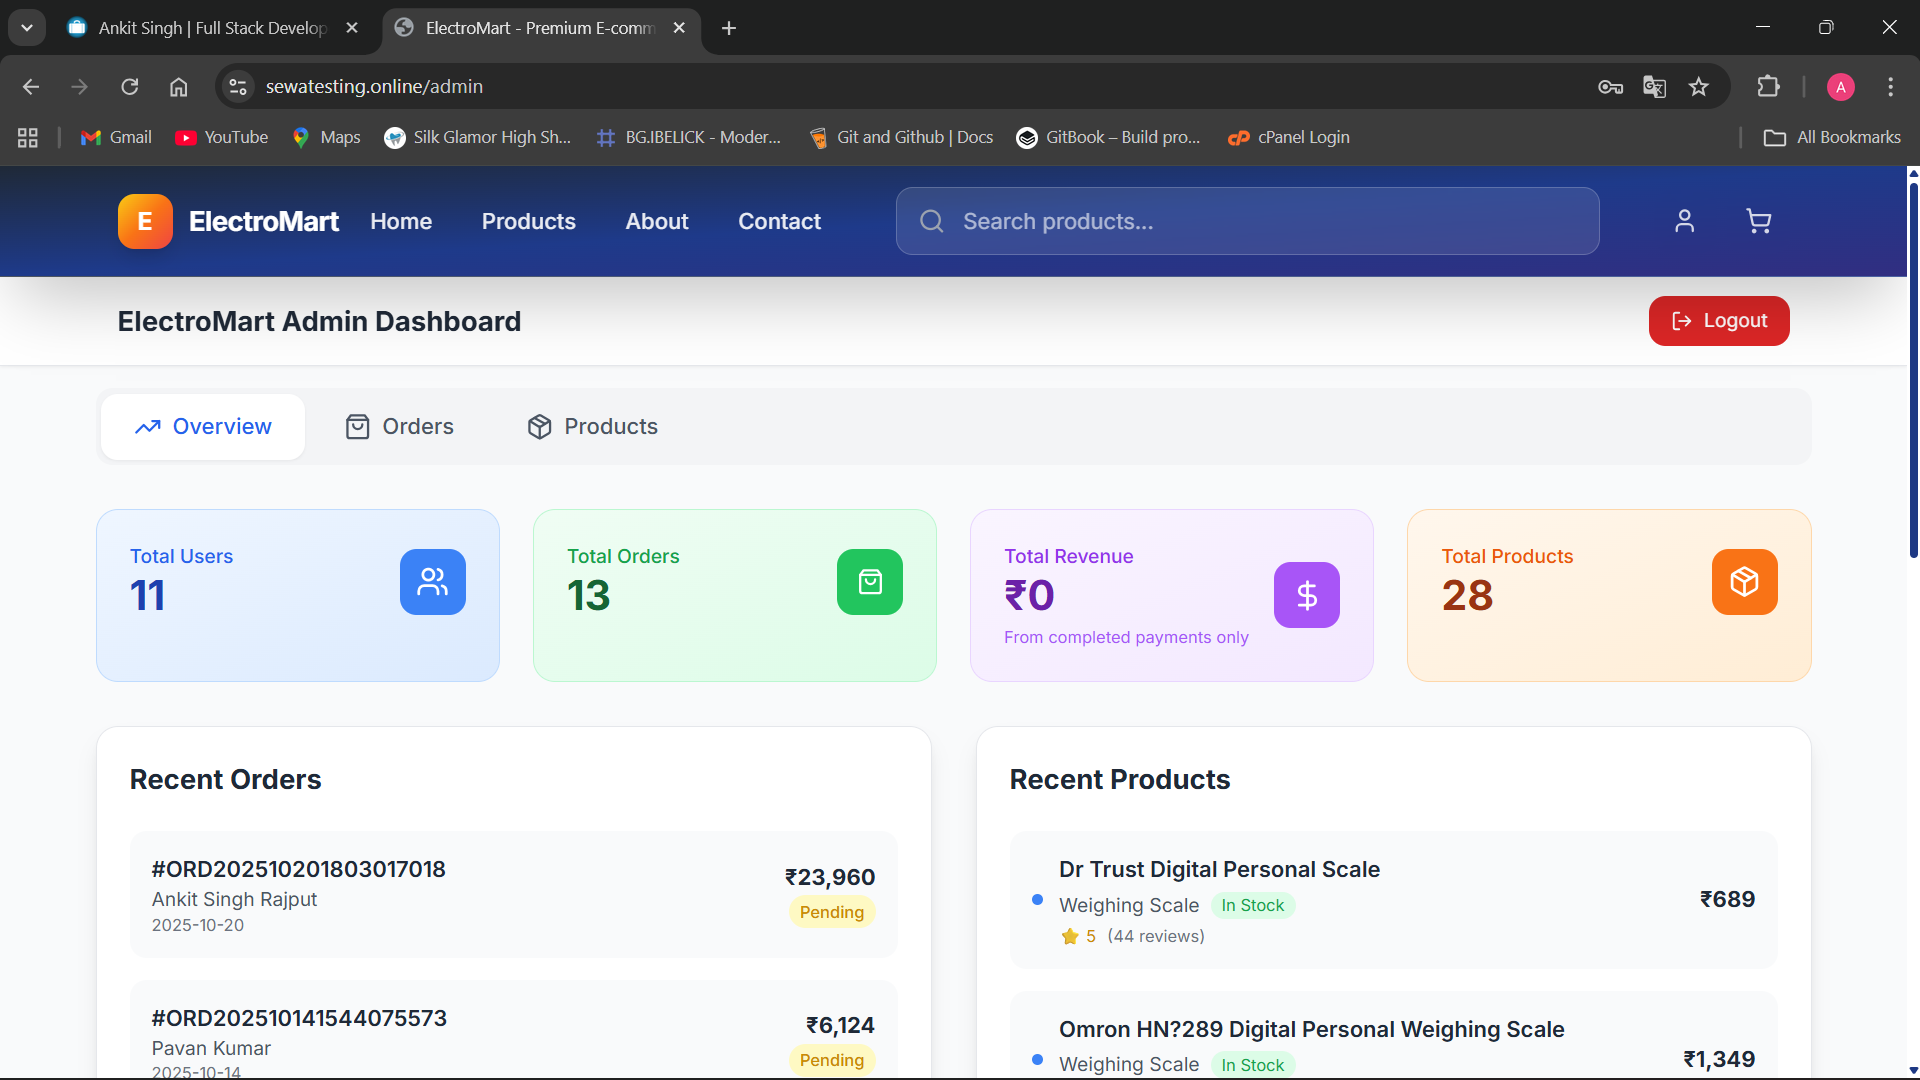 Ankit Singh | Full Stack Develop
ElectroMart - Premium E-comm
sewatesting.online/admin
A
Gmail
YouTube
Maps
Silk Glamor High Sh...
BG.IBELICK - Moder...
Git and Github | Docs
GitBook – Build pro...
cPanel Login
All Bookmarks
E
ElectroMart
Home
Products
About
Contact
Search products...
ElectroMart Admin Dashboard
Logout
Overview
Orders
Products
Total Users
11
Total Orders
13
Total Revenue
₹0
From completed payments only
Total Products
28
Recent Orders
#ORD202510201803017018
Ankit Singh Rajput
2025-10-20
₹23,960
Pending
#ORD202510141544075573
Pavan Kumar
2025-10-14
₹6,124
Pending
Recent Products
Dr Trust Digital Personal Scale
Weighing Scale In Stock
5 (44 reviews)
₹689
Omron HN?289 Digital Personal Weighing Scale
Weighing Scale In Stock
₹1,349